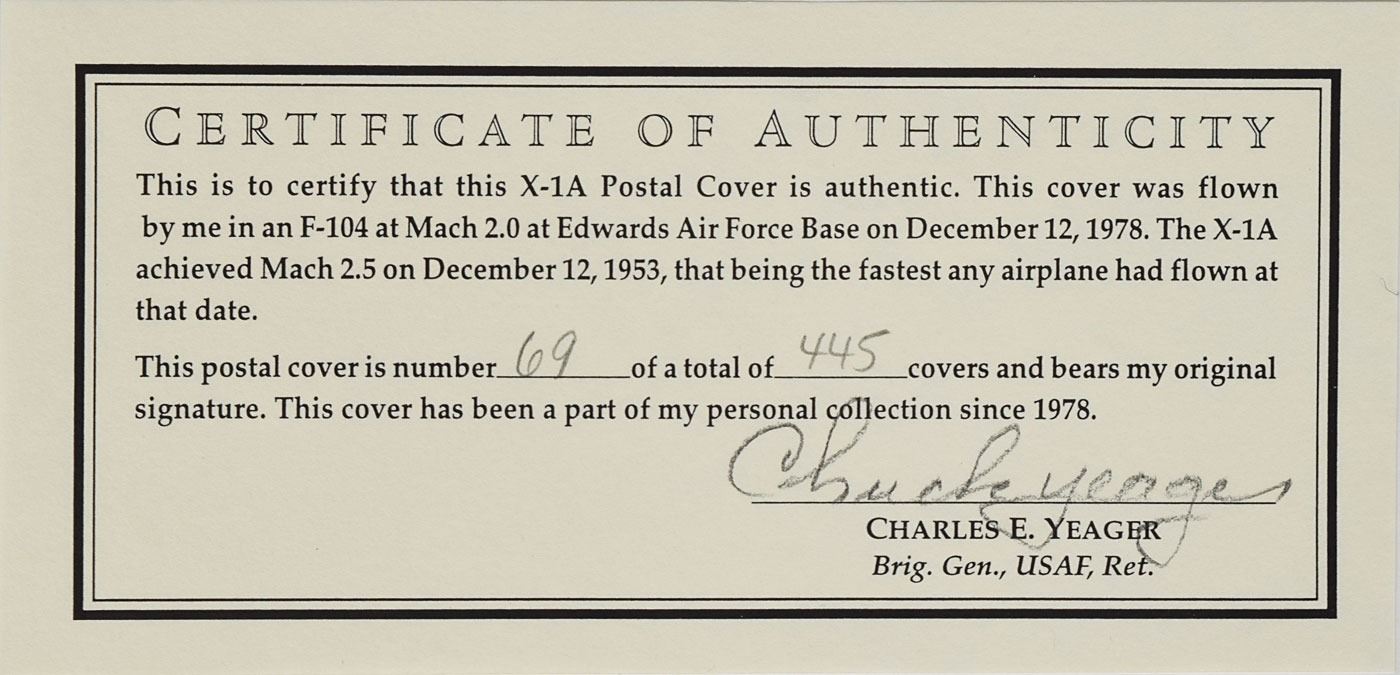 CERTIFICATE OF AUTHENTICITY
This is to certify that this X-1A Postal Cover is authentic. This cover was flown
by me in an F-104 at Mach 2.0 at Edwards Air Force Base on December 12, 1978. The X-1A
achieved Mach 2.5 on December 12, 1953, that being the fastest any airplane had flown at
that date.
This postal cover is number 69 of a total of 445 covers and bears my original
signature. This cover has been a part of my personal collection since 1978.
Chuck Yeager
CHARLES E. YEAGER
Brig. Gen., USAF, Ret.